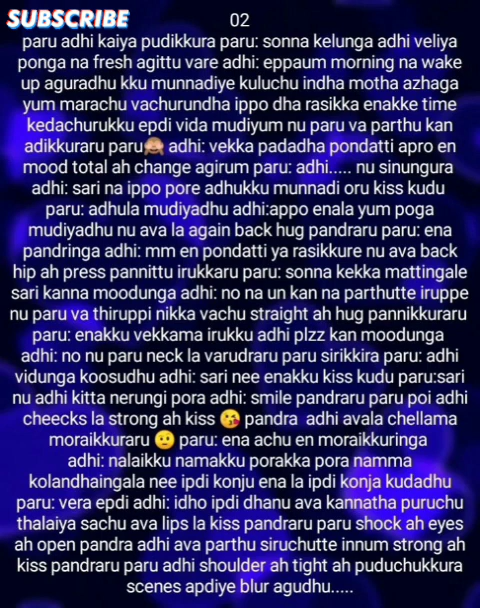 SUBSCRIBE
02
paru adhi kaiya pudikkura paru: sonna kelunga adhi veliya
ponga na fresh agittu vare adhi: eppaum morning na wake
up aguradhu kku munnadiye kuluchu indha motha azhaga
yum marachu vachurundha ippo dha rasikka enakke time
kedachurukku epdi vida mudiyum nu paru va parthu kan
adikkuraru paru🙈 adhi: vekka padadha pondatti apro en
mood total ah change agirum paru: adhi..... nu sinungura
adhi: sari na ippo pore adhukku munnadi oru kiss kudu
paru: adhula mudiyadhu adhi:appo enala yum poga
mudiyadhu nu ava la again back hug pandraru paru: ena
pandringa adhi: mm en pondatti ya rasikkure nu ava back
hip ah press pannittu irukkaru paru: sonna kekka mattingale
sari kanna moodunga adhi: no na un kan na parthutte iruppe
nu paru va thiruppi nikka vachu straight ah hug pannikkuraru
paru: enakku vekkama irukku adhi plzz kan moodunga
adhi: no nu paru neck la varudraru paru sirikkira paru: adhi
vidunga koosudhu adhi: sari nee enakku kiss kudu paru:sari
nu adhi kitta nerungi pora adhi: smile pandraru paru poi adhi
cheecks la strong ah kiss 😘 pandra  adhi avala chellama
moraikkuraru 🤨 paru: ena achu en moraikkuringa
adhi: nalaikku namakku porakka pora namma
kolandhaingala nee ipdi konju ena la ipdi konja kudadhu
paru: vera epdi adhi: idho ipdi dhanu ava kannatha puruchu
thalaiya sachu ava lips la kiss pandraru paru shock ah eyes
ah open pandra adhi ava parthu siruchutte innum strong ah
kiss pandraru paru adhi shoulder ah tight ah puduchukkura
scenes apdiye blur agudhu.....